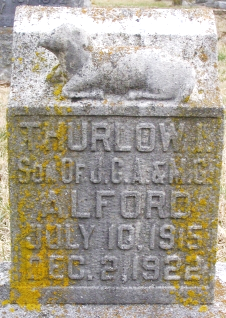 THURLOW I.
SON OF J.C.A. & M.G.
ALFORD
JULY 10, 1915
DEC. 2, 1922